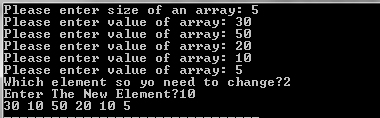 Please enter size of an array: 5
Please enter value of array: 30
Please enter value of array: 50
Please enter value of array: 20
Please enter value of array: 10
Please enter value of array: 5
Which element so yo need to change?2
Enter The New Element?10
30 10 50 20 10 5